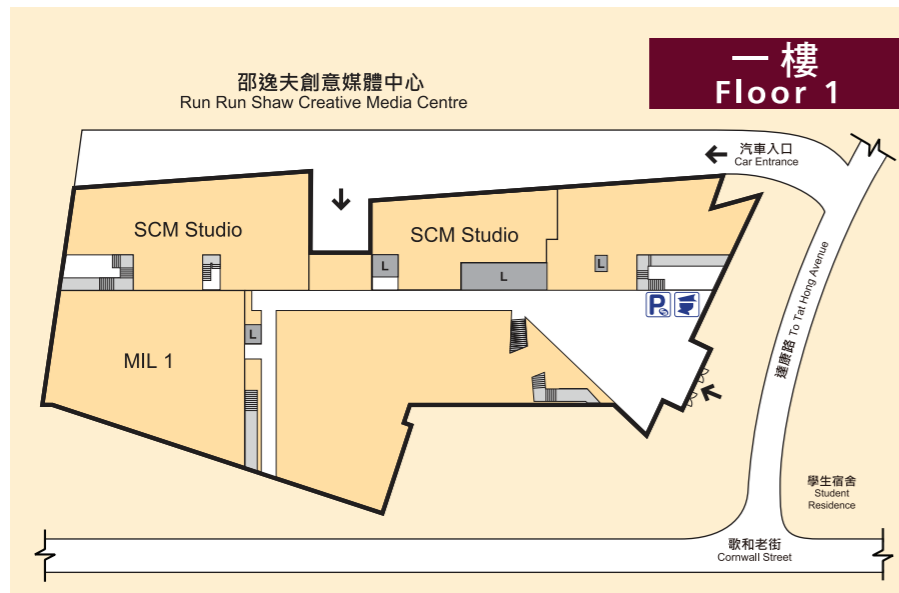 一樓
Floor 1
邵逸夫創意媒體中心
Run Run Shaw Creative Media Centre
汽車入口
Car Entrance
SCM Studio
SCM Studio
L
L
L
P
L
MIL 1
達康路 To Tat Hong Avenue
學生宿舍
Student
Residence
歌和老街
Cornwall Street